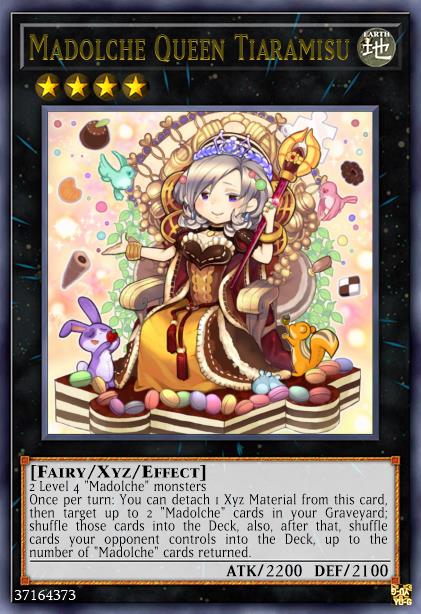 MADOLCHE QUEEN TIARAMISU
EARTH
地
[FAIRY/XYZ/EFFECT]
2 Level 4 "Madolche" monsters
Once per turn: You can detach 1 Xyz Material from this card,
then target up to 2 "Madolche" cards in your Graveyard;
shuffle those cards into the Deck, also, after that, shuffle
cards your opponent controls into the Deck, up to the
number of "Madolche" cards returned.
ATK/2200 DEF/2100
37164373